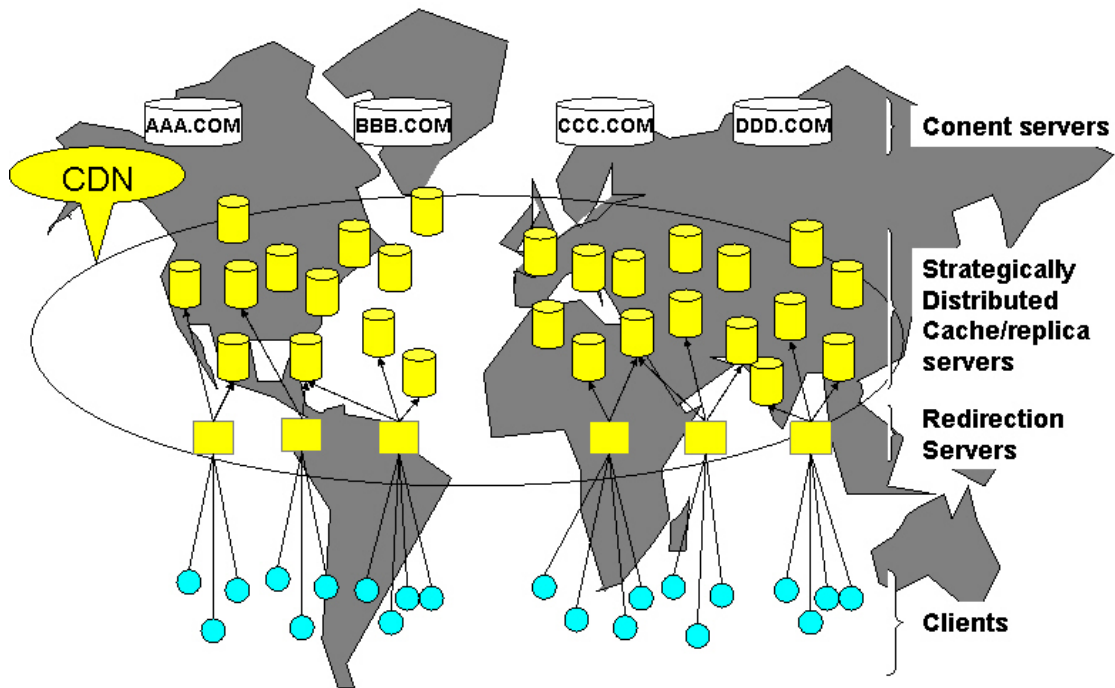 AAA.COM
BBB.COM
CCC.COM
DDD.COM
Conent servers
CDN
Strategically
Distributed
Cache/replica
servers
Redirection
Servers
Clients